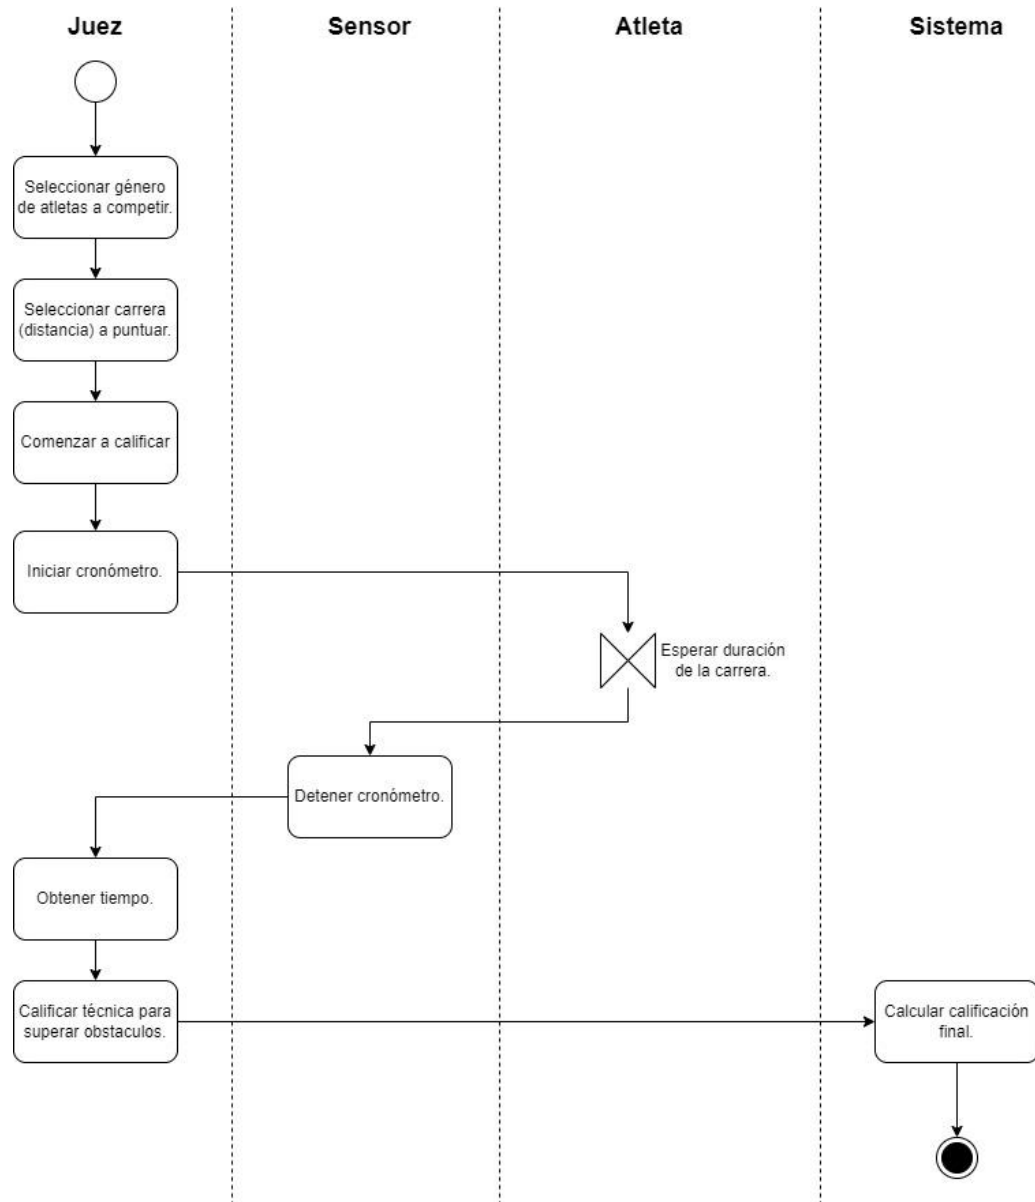 Juez
Sensor
Atleta
Sistema
Seleccionar género
de atletas a competir.
Seleccionar carrera
(distancia) a puntuar.
Comenzar a calificar
Iniciar cronómetro.
Esperar duración
de la carrera.
Detener cronómetro.
Obtener tiempo.
Calificar técnica para
superar obstaculos.
Calcular calificación
final.